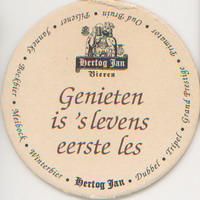 Hertog Jan
Bieren
Genieten
is 's levens
eerste les
Hertog Jan
Winterbier • Meibock • Bockbier • Janneke • Pilsener • Oud Bruin • Primator • Grand Prestige • Tripel • Dubbel